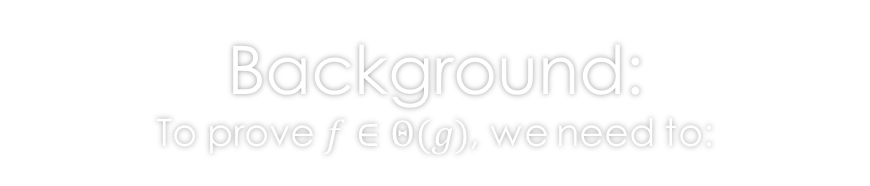 Background:
To prove 𝑓 ∈ Θ(𝑔), we need to: